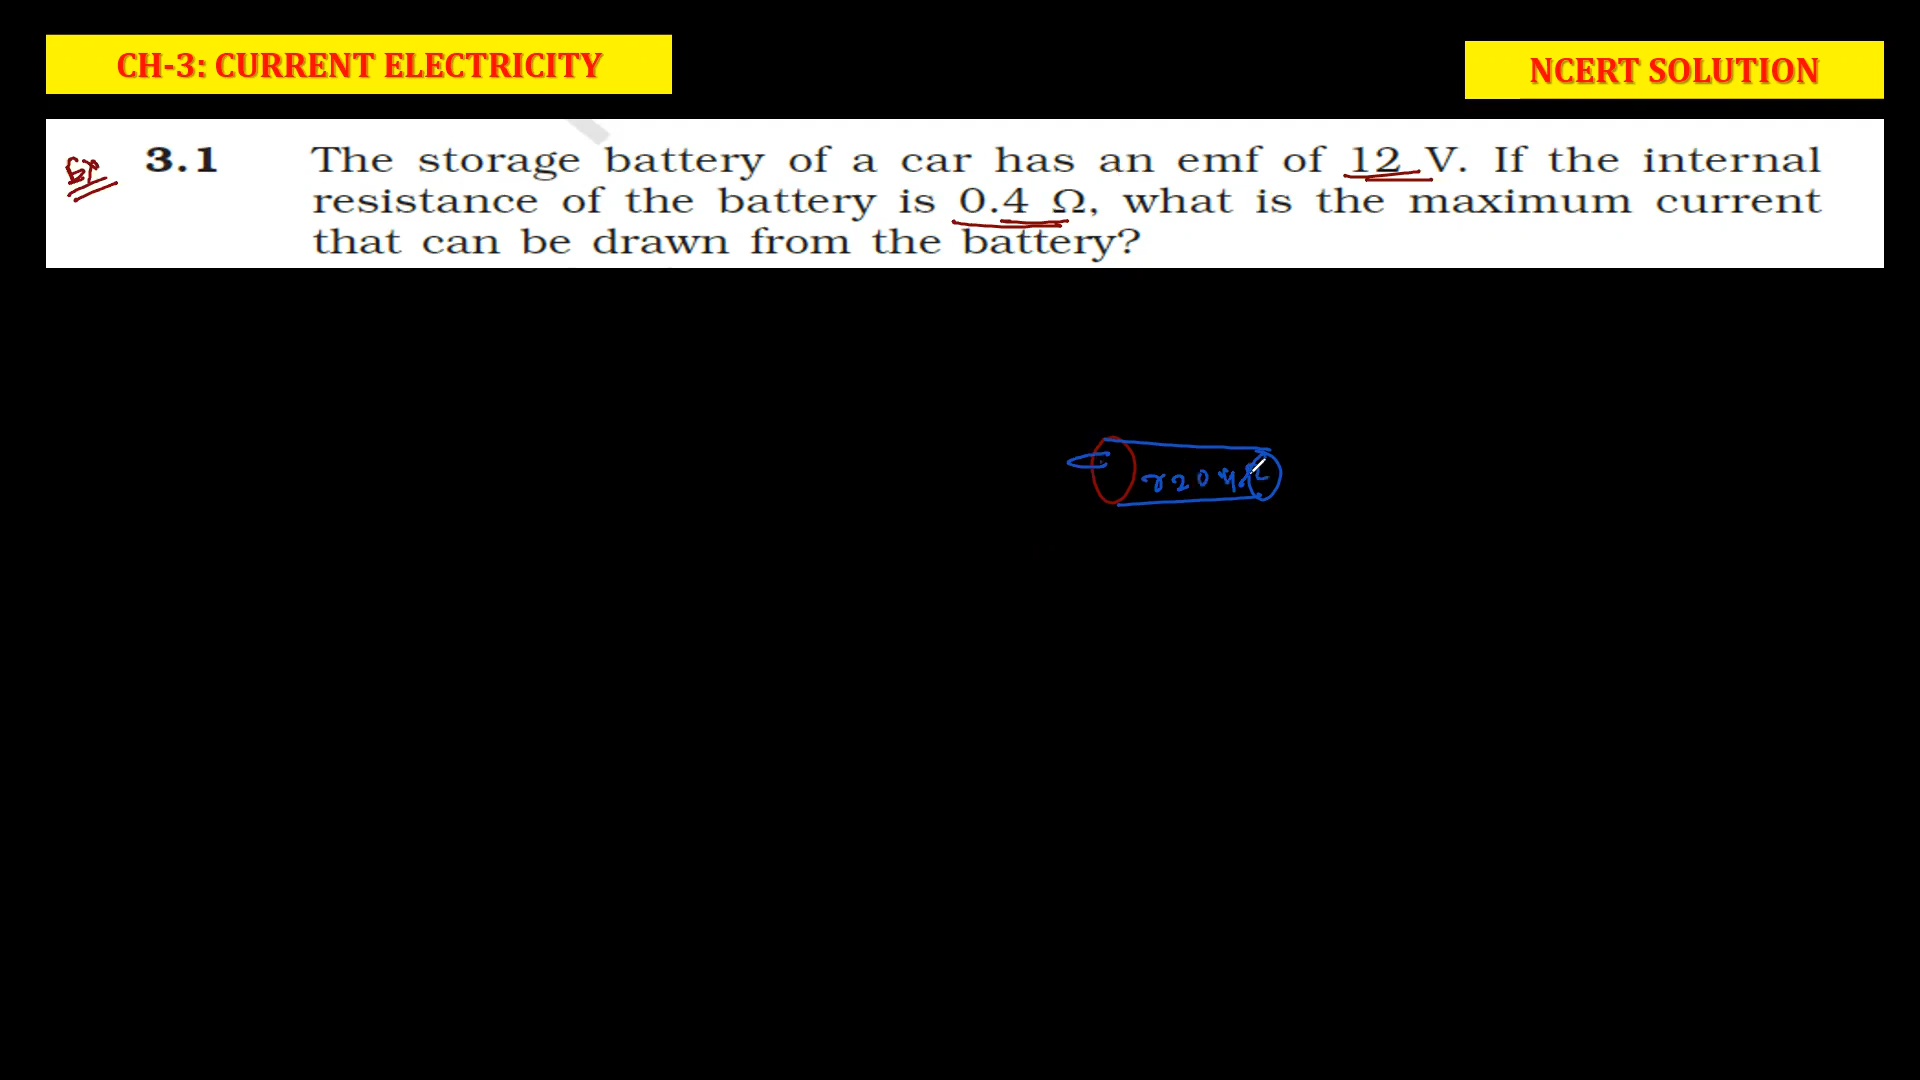 CH-3: CURRENT ELECTRICITY
NCERT SOLUTION
3.1 The storage battery of a car has an emf of 12 V. If the internal
resistance of the battery is 0.4 Ω, what is the maximum current
that can be drawn from the battery?